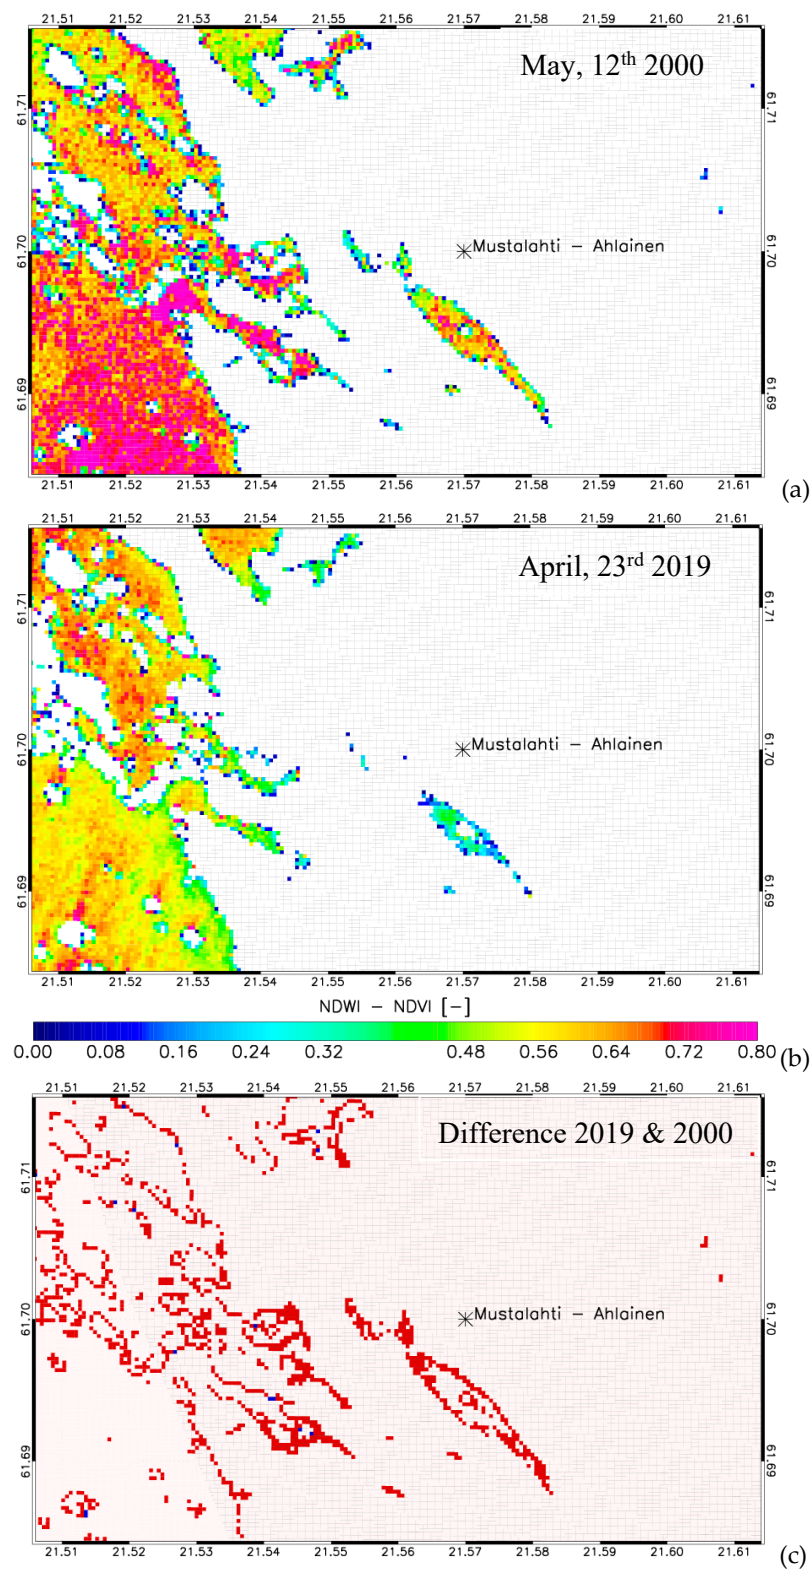 21.51 21.52 21.53 21.54 21.55 21.56 21.57 21.58 21.59 21.60 21.61
May, 12th 2000
61.71 61.71
61.70 Mustalahti – Ahlainen 61.70
61.69 61.69
21.51 21.52 21.53 21.54 21.55 21.56 21.57 21.58 21.59 21.60 21.61
(a)
21.51 21.52 21.53 21.54 21.55 21.56 21.57 21.58 21.59 21.60 21.61
April, 23rd 2019
61.71 61.71
61.70 Mustalahti – Ahlainen 61.70
61.69 61.69
21.51 21.52 21.53 21.54 21.55 21.56 21.57 21.58 21.59 21.60 21.61
NDWI – NDVI [-]
0.00 0.08 0.16 0.24 0.32 0.48 0.56 0.64 0.72 0.80
(b)
21.51 21.52 21.53 21.54 21.55 21.56 21.57 21.58 21.59 21.60 21.61
Difference 2019 & 2000
61.71 61.71
61.70 Mustalahti – Ahlainen 61.70
61.69 61.69
21.51 21.52 21.53 21.54 21.55 21.56 21.57 21.58 21.59 21.60 21.61
(c)